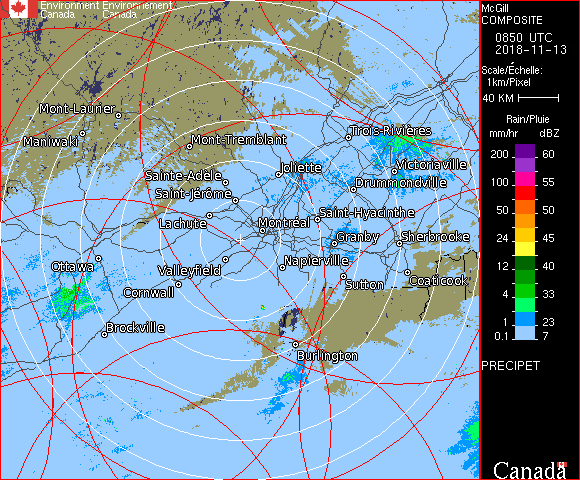 Environment Environnement
Canada Canada
McGill
COMPOSITE
0850 UTC
2018-11-13
Scale/Échelle:
1km/Pixel
40 KM
Rain/Pluie
mm/hr dBZ
200 60
100 55
50 50
24 45
12 40
4 33
1 23
0.1 7
PRECIPET
Mont-Laurier
Maniwaki
Mont-Tremblant
Trois-Rivières
Sainte-Adèle
Joliette
Victoriaville
Saint-Jérôme
Drummondville
Lachute
Montréal
Saint-Hyacinthe
Granby
Sherbrooke
Ottawa
Valleyfield
Napierville
Cornwall
Sutton
Coaticook
Brockville
Burlington
Canada